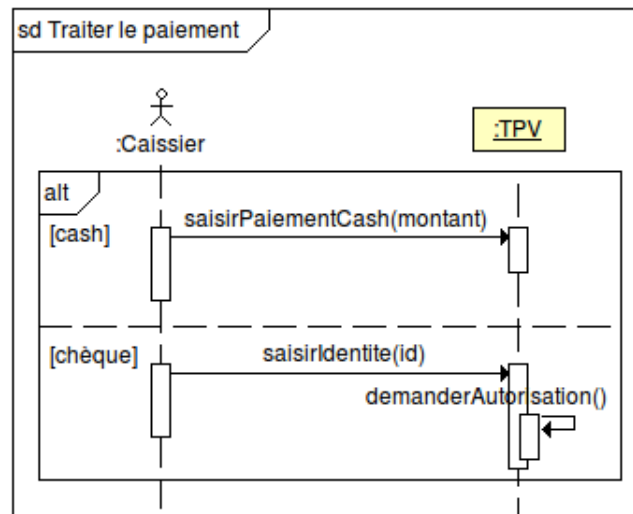 sd Traiter le paiement
:Caissier
:TPV
alt
[cash]
saisirPaiementCash(montant)
[chèque]
saisirIdentite(id)
demanderAutorisation()